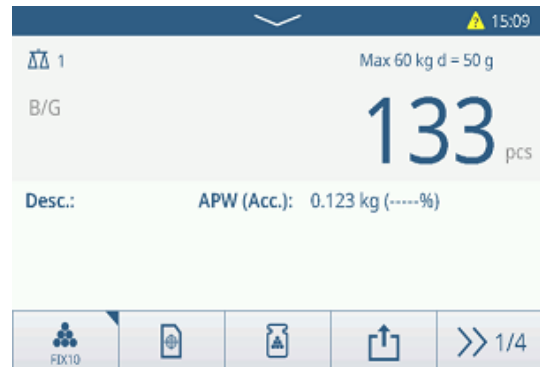 15:09
1 Max 60 kg d = 50 g
B/G
133 pcs
Desc.: APW (Acc.): 0.123 kg (-----%)
FIX10
1/4